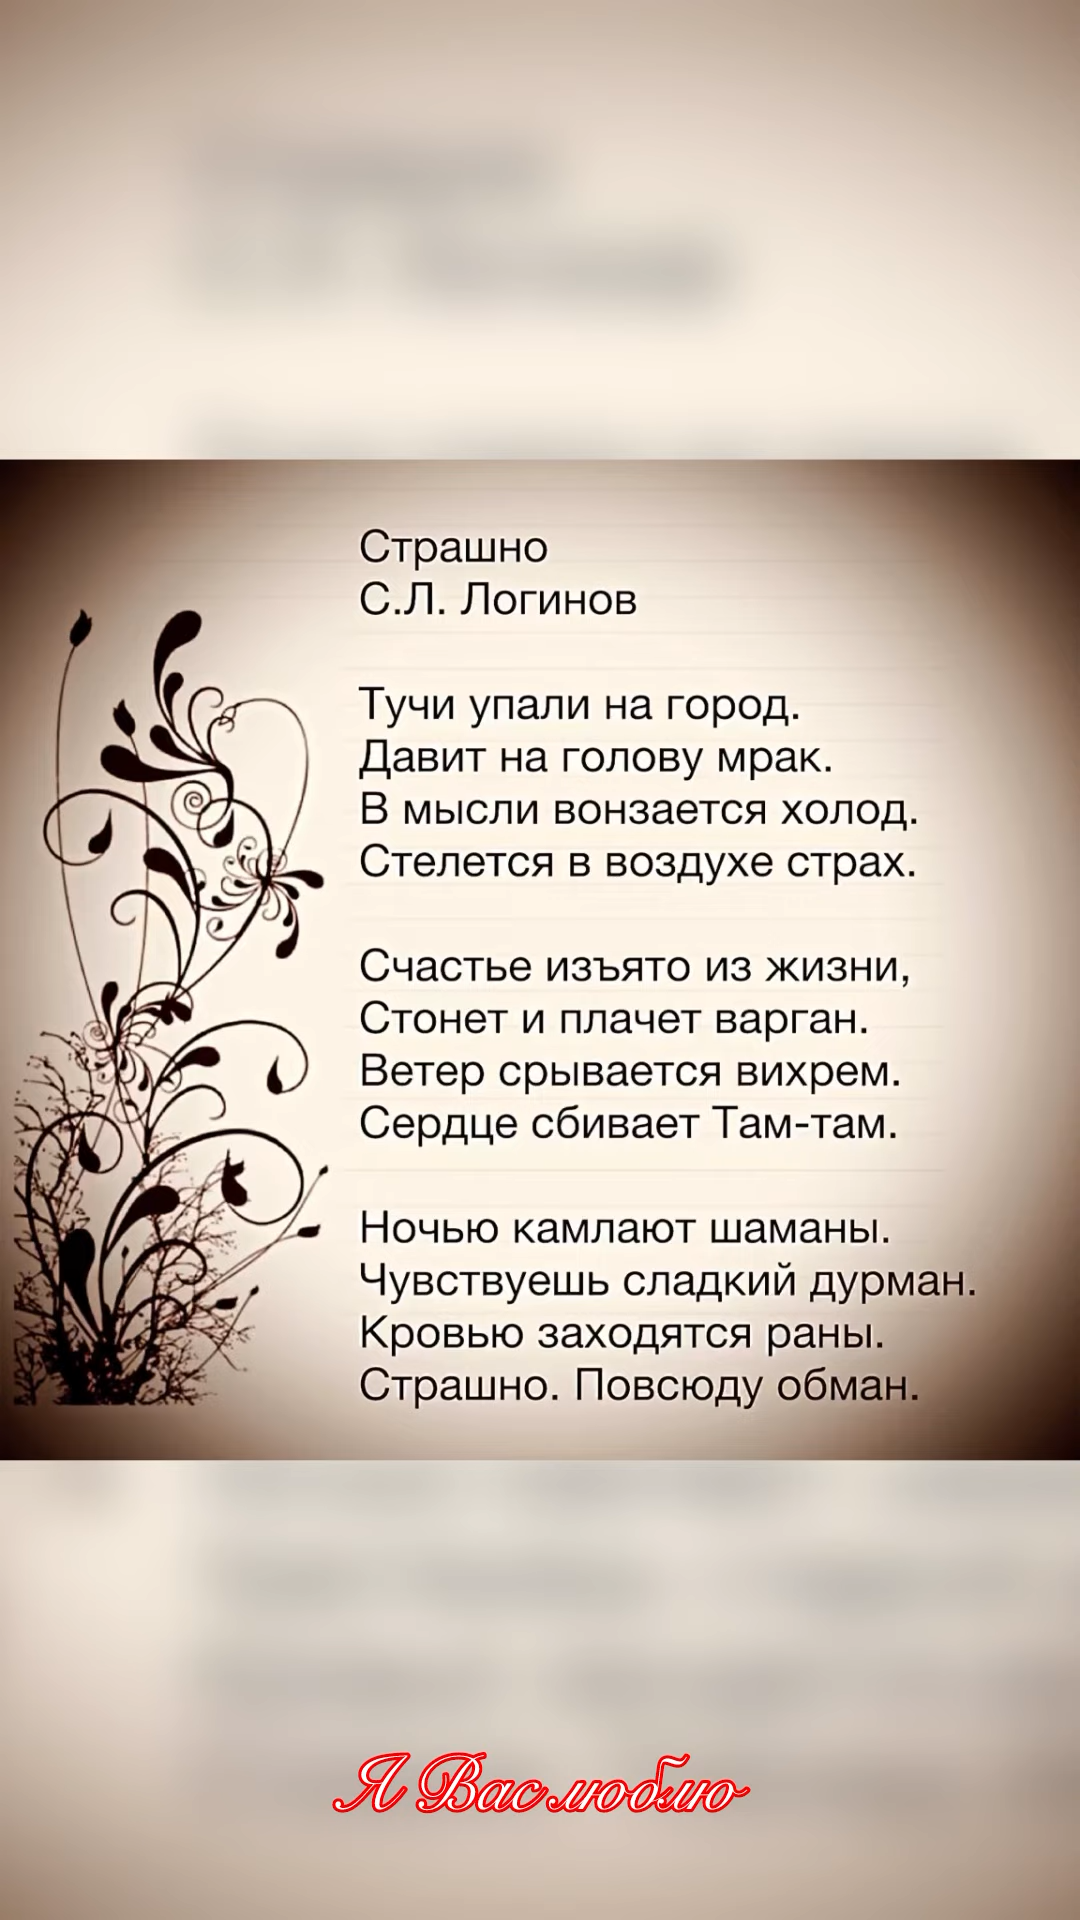 Страшно
С.Л. Логинов
Тучи упали на город.
Давит на голову мрак.
В мысли вонзается холод.
Стелется в воздухе страх.
Счастье изъято из жизни,
Стонет и плачет варган.
Ветер срывается вихрем.
Сердце сбивает Там-там.
Ночью камлают шаманы.
Чувствуешь сладкий дурман.
Кровью заходятся раны.
Страшно. Повсюду обман.
Я Вас люблю